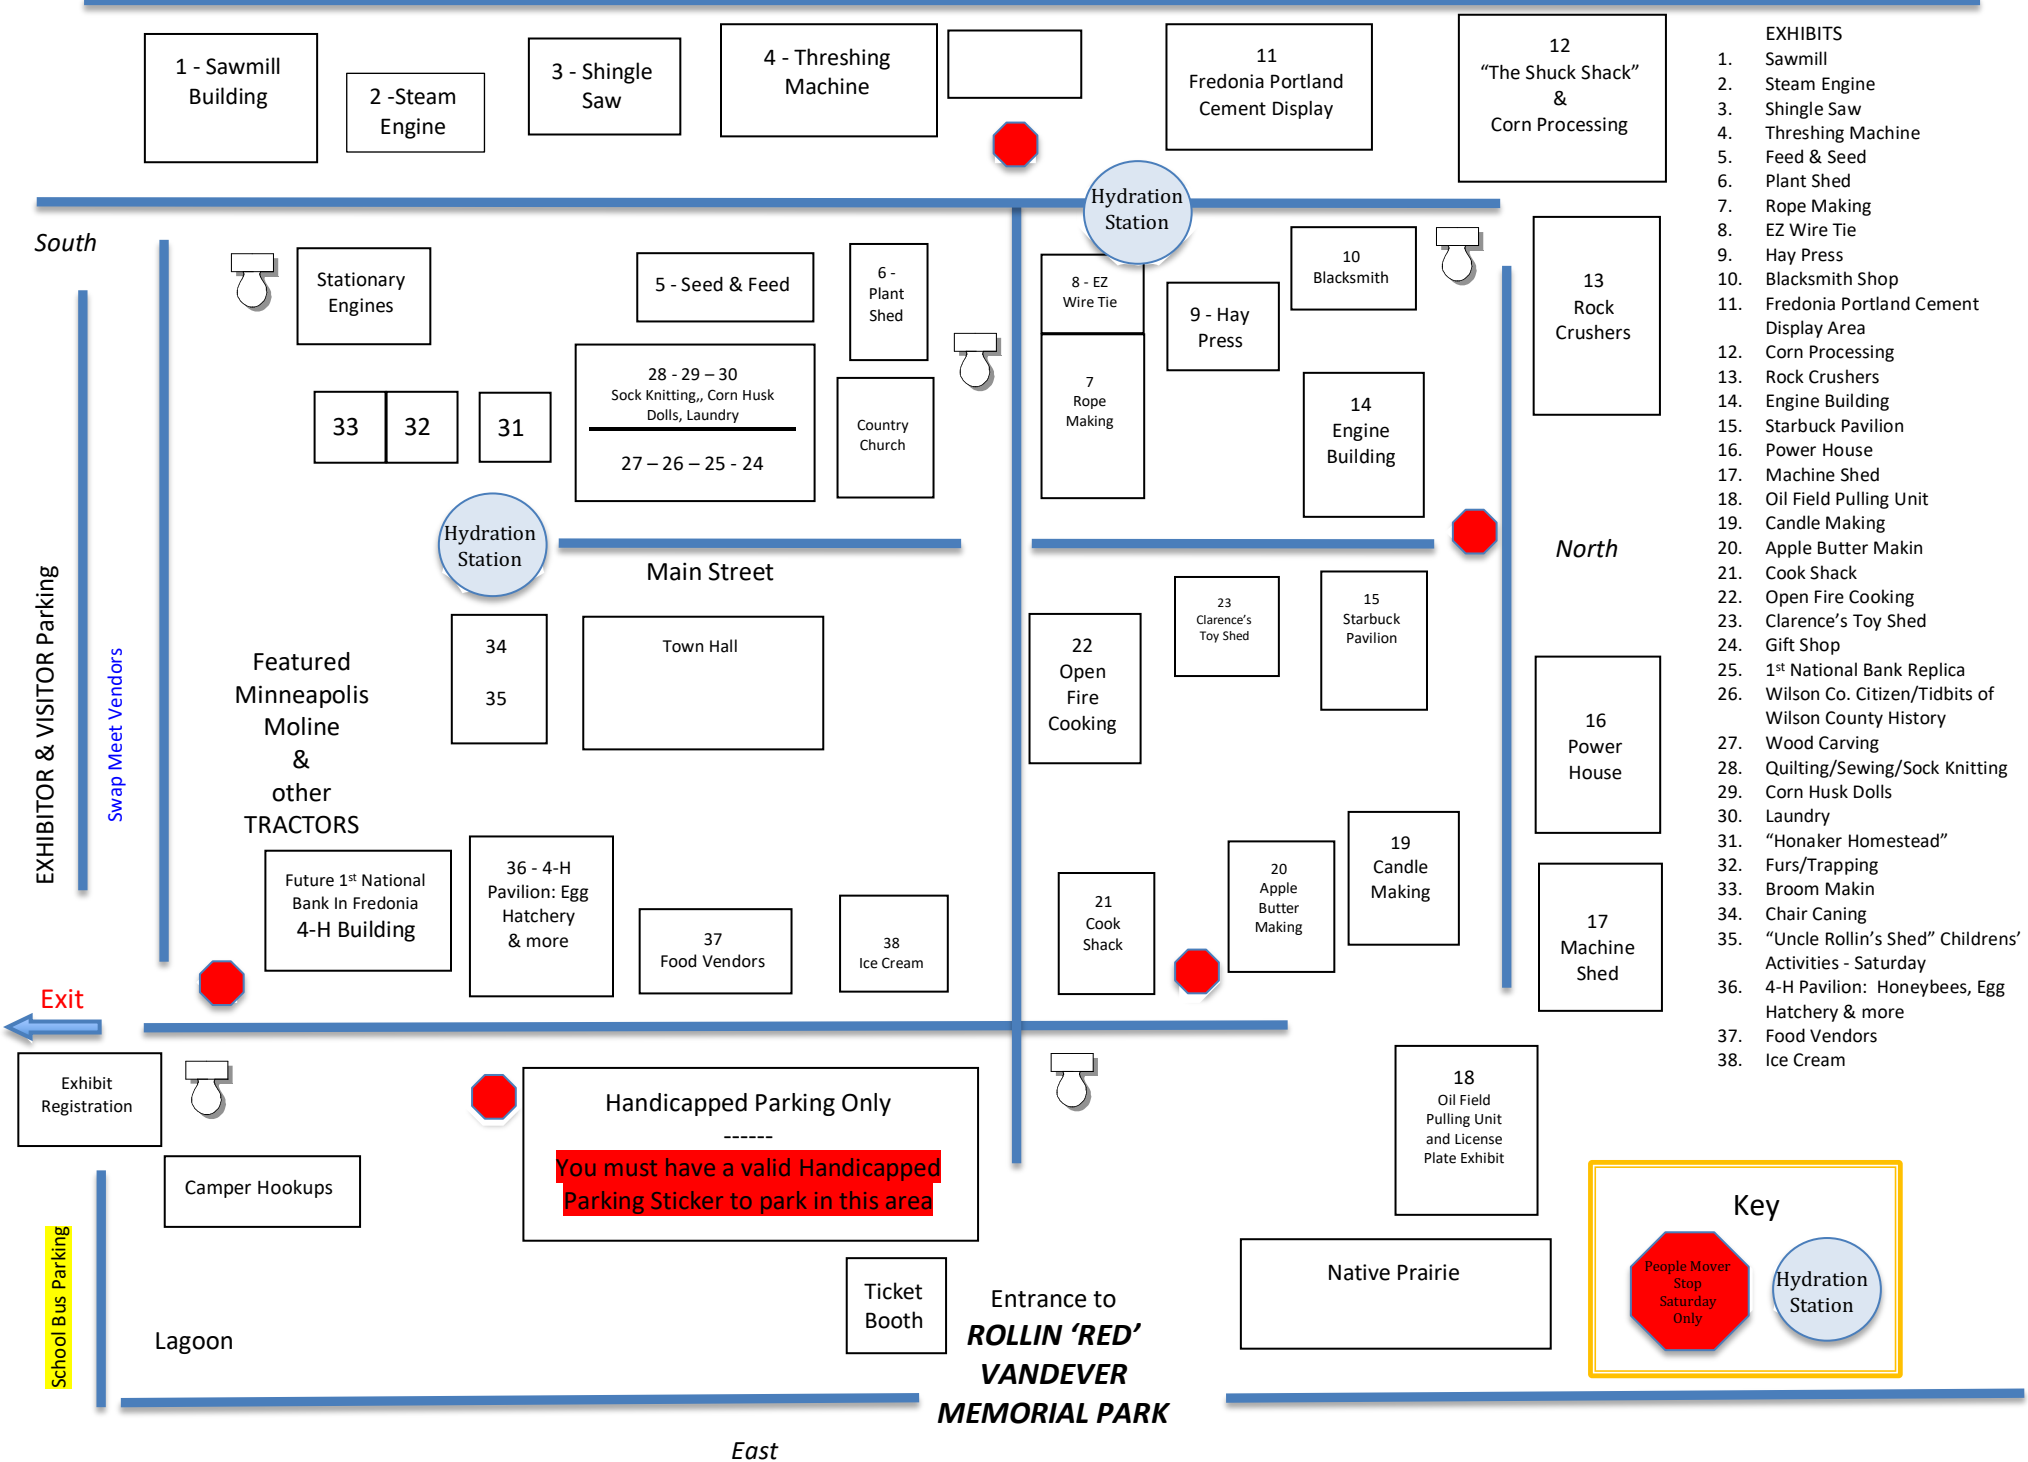 1 - Sawmill
Building
2 -Steam
Engine
3 - Shingle
Saw
4 - Threshing
Machine
11
Fredonia Portland
Cement Display
12
“The Shuck Shack”
&
Corn Processing
Hydration
Station
South
Stationary
Engines
5 - Seed & Feed
6 -
Plant
Shed
8 - EZ
Wire Tie
9 - Hay
Press
10
Blacksmith
13
Rock
Crushers
33
32
31
28 - 29 – 30
Sock Knitting,, Corn Husk
Dolls, Laundry
27 – 26 – 25 - 24
Country
Church
7
Rope
Making
14
Engine
Building
Hydration
Station
Main Street
North
EXHIBITOR & VISITOR Parking
Swap Meet Vendors
Featured
Minneapolis
Moline
&
other
TRACTORS
34
35
Town Hall
22
Open
Fire
Cooking
23
Clarence’s
Toy Shed
15
Starbuck
Pavilion
16
Power
House
Future 1st National
Bank In Fredonia
4-H Building
36 - 4-H
Pavilion: Egg
Hatchery
& more
37
Food Vendors
38
Ice Cream
21
Cook
Shack
20
Apple
Butter
Making
19
Candle
Making
17
Machine
Shed
Exit
Exhibit
Registration
Camper Hookups
Handicapped Parking Only
------
You must have a valid Handicapped
Parking Sticker to park in this area
18
Oil Field
Pulling Unit
and License
Plate Exhibit
School Bus Parking
Lagoon
Ticket
Booth
Entrance to
ROLLIN ‘RED’
VANDEVER
MEMORIAL PARK
Native Prairie
East
Key
People Mover
Stop
Saturday
Only
Hydration
Station
EXHIBITS
1. Sawmill
2. Steam Engine
3. Shingle Saw
4. Threshing Machine
5. Feed & Seed
6. Plant Shed
7. Rope Making
8. EZ Wire Tie
9. Hay Press
10. Blacksmith Shop
11. Fredonia Portland Cement
Display Area
12. Corn Processing
13. Rock Crushers
14. Engine Building
15. Starbuck Pavilion
16. Power House
17. Machine Shed
18. Oil Field Pulling Unit
19. Candle Making
20. Apple Butter Makin
21. Cook Shack
22. Open Fire Cooking
23. Clarence’s Toy Shed
24. Gift Shop
25. 1st National Bank Replica
26. Wilson Co. Citizen/Tidbits of
Wilson County History
27. Wood Carving
28. Quilting/Sewing/Sock Knitting
29. Corn Husk Dolls
30. Laundry
31. “Honaker Homestead”
32. Furs/Trapping
33. Broom Makin
34. Chair Caning
35. “Uncle Rollin’s Shed” Childrens’
Activities - Saturday
36. 4-H Pavilion: Honeybees, Egg
Hatchery & more
37. Food Vendors
38. Ice Cream